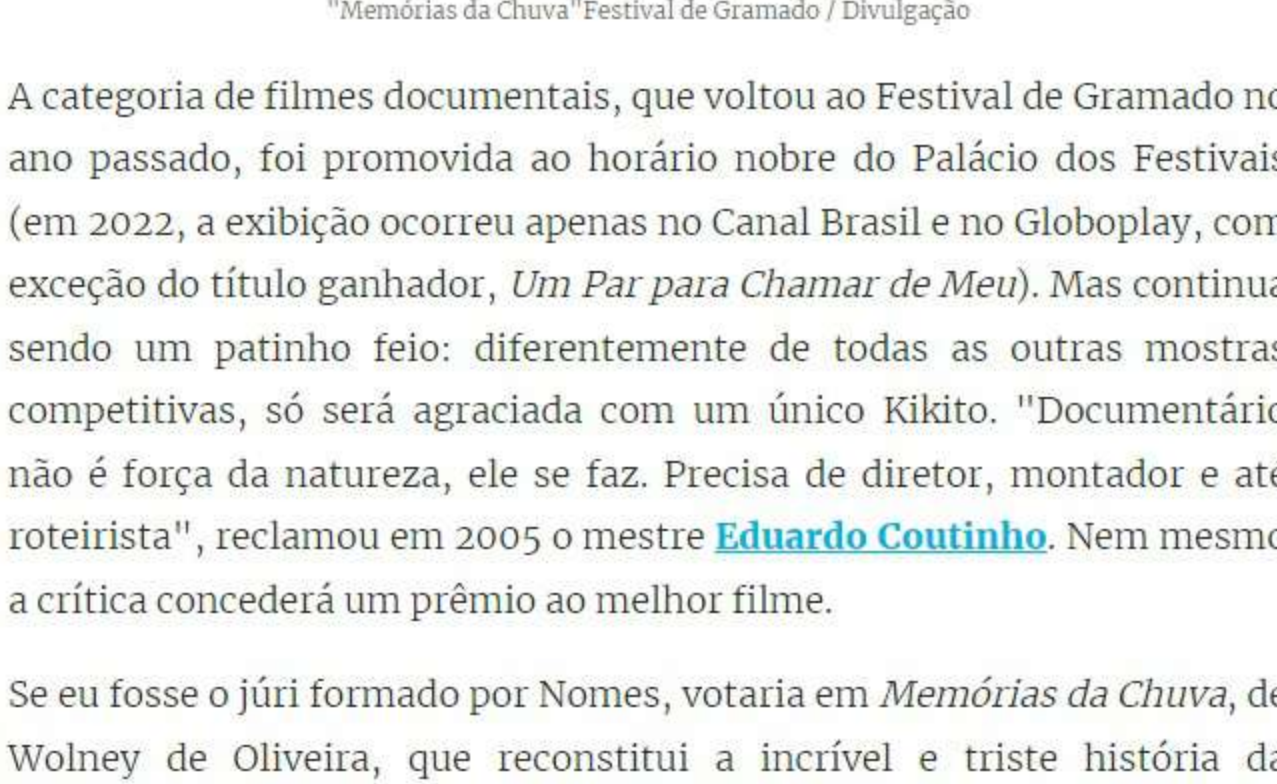 "Memórias da Chuva"Festival de Gramado / Divulgação
A categoria de filmes documentais, que voltou ao Festival de Gramado no
ano passado, foi promovida ao horário nobre do Palácio dos Festivais
(em 2022, a exibição ocorreu apenas no Canal Brasil e no Globoplay, com
exceção do título ganhador, Um Par para Chamar de Meu). Mas continua
sendo um patinho feio: diferentemente de todas as outras mostras
competitivas, só será agraciada com um único Kikito. "Documentário
não é força da natureza, ele se faz. Precisa de diretor, montador e até
roteirista", reclamou em 2005 o mestre Eduardo Coutinho. Nem mesmo
a crítica concederá um prêmio ao melhor filme.
Se eu fosse o júri formado por Nomes, votaria em Memórias da Chuva, de
Wolney de Oliveira, que reconstitui a incrível e triste história da